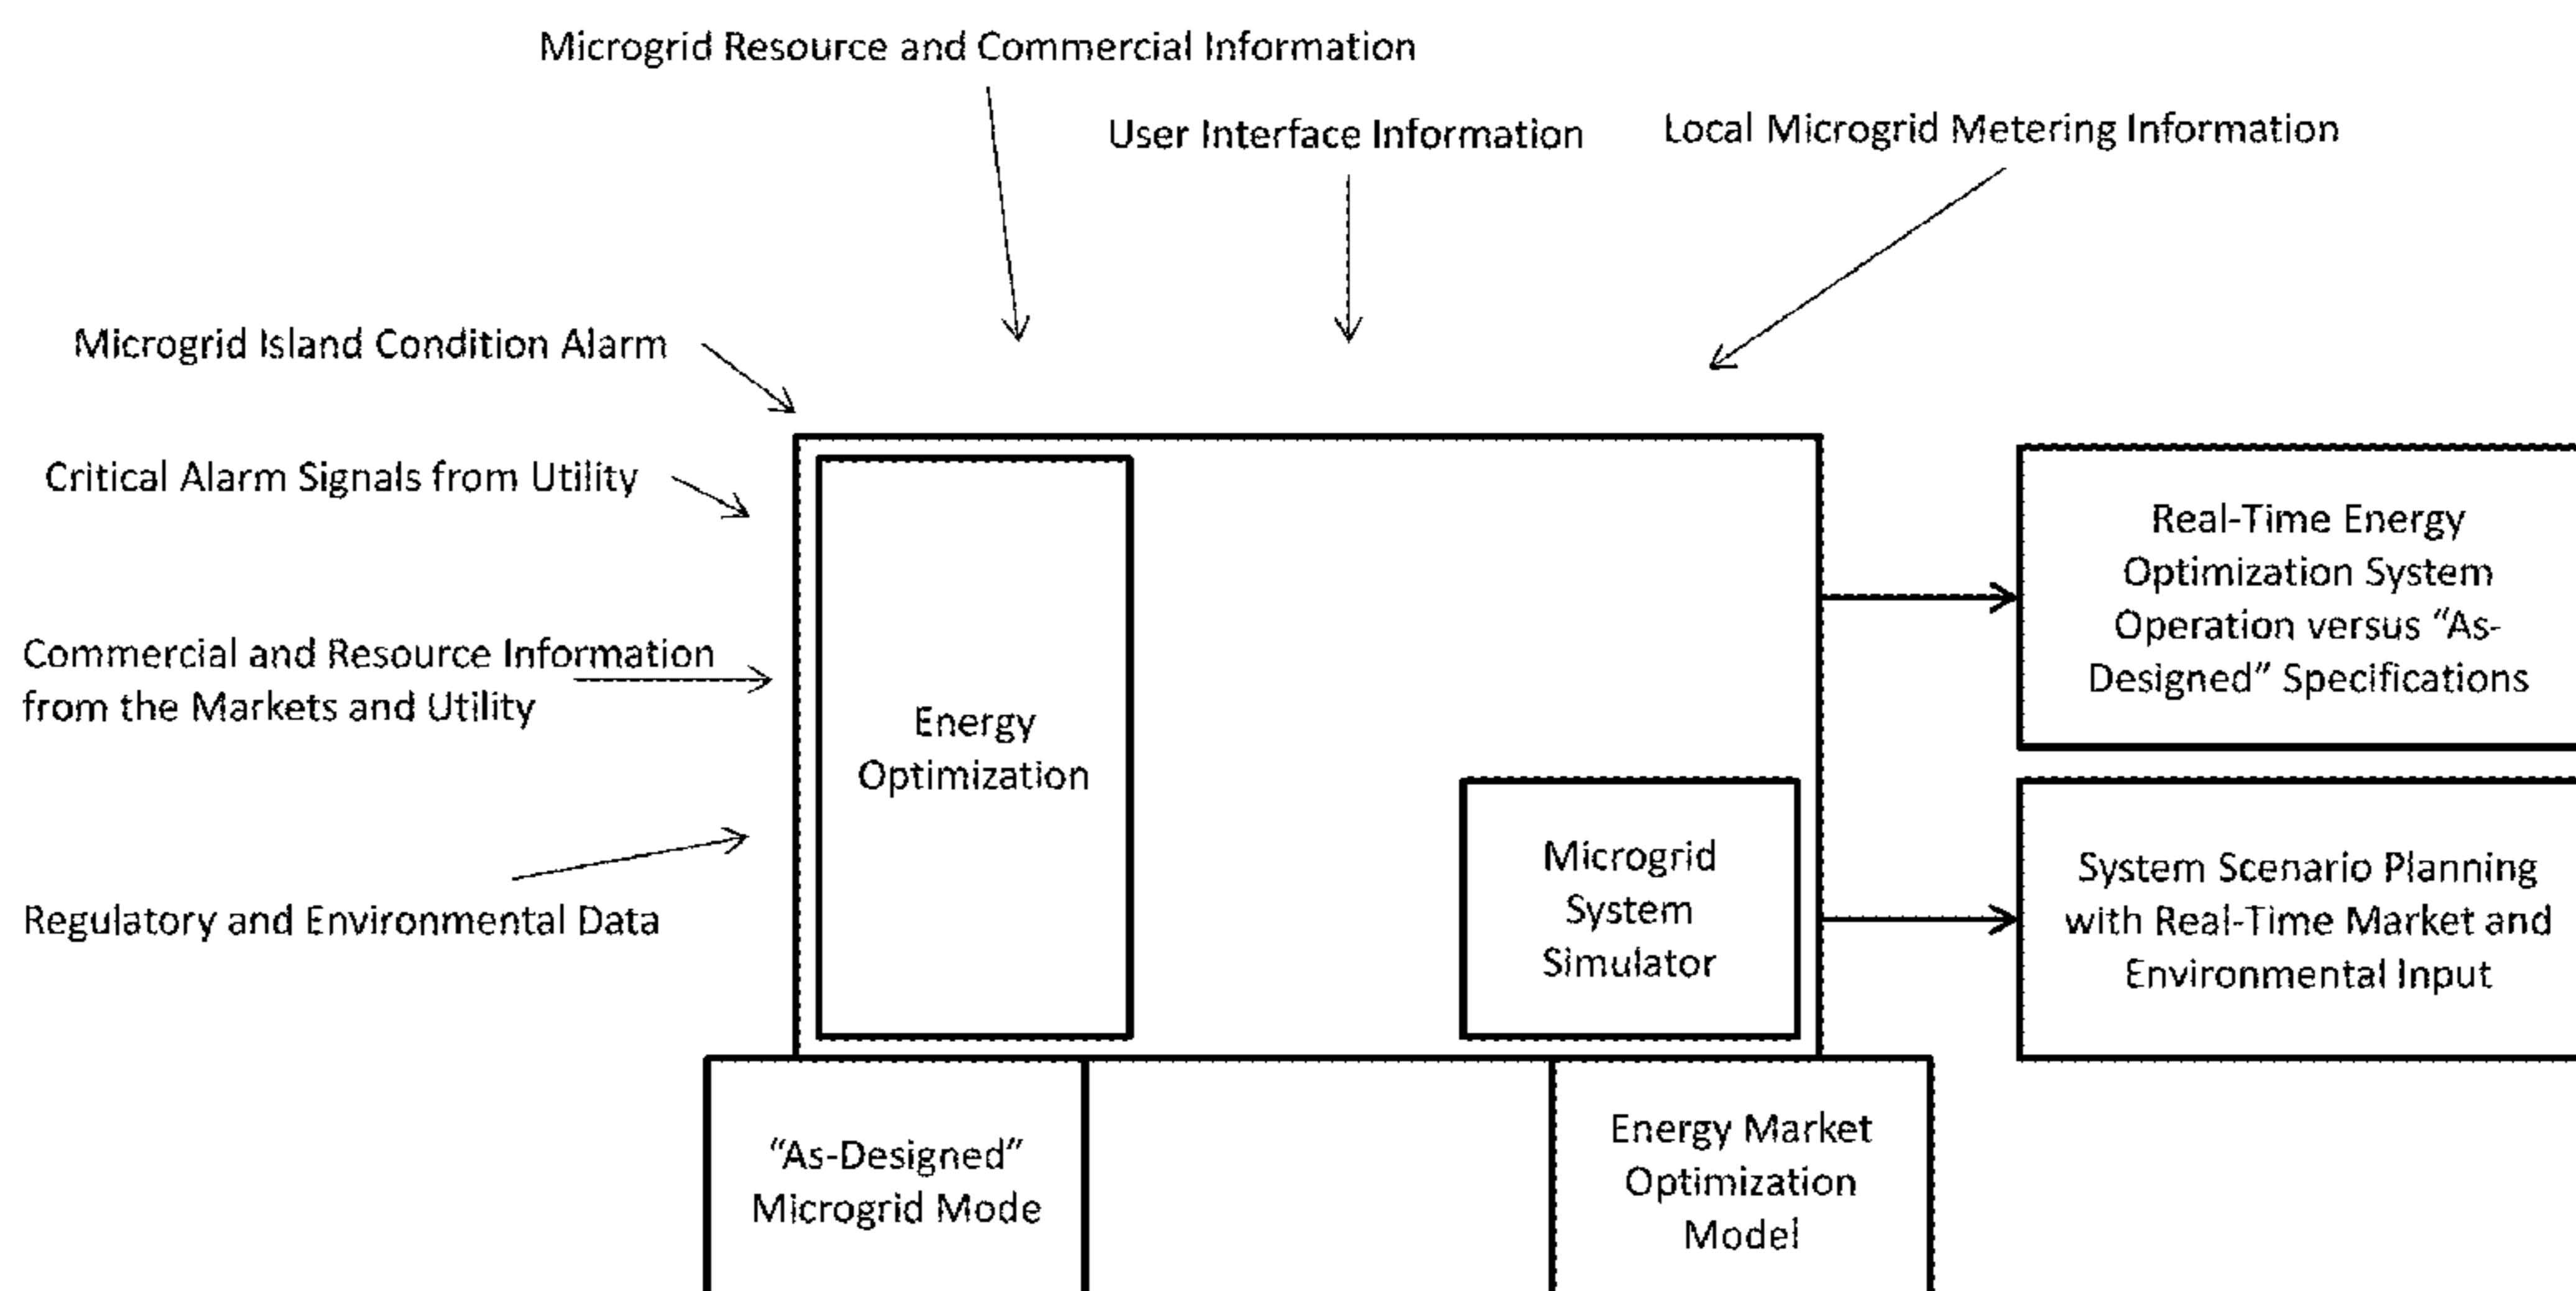 Microgrid Resource and Commercial Information
User Interface Information
Local Microgrid Metering Information
Microgrid Island Condition Alarm
Critical Alarm Signals from Utility
Commercial and Resource Information
from the Markets and Utility
Regulatory and Environmental Data
Energy
Optimization
Microgrid
System
Simulator
Real-Time Energy
Optimization System
Operation versus “As-
Designed” Specifications
System Scenario Planning
with Real-Time Market and
Environmental Input
“As-Designed”
Microgrid Mode
Energy Market
Optimization
Model